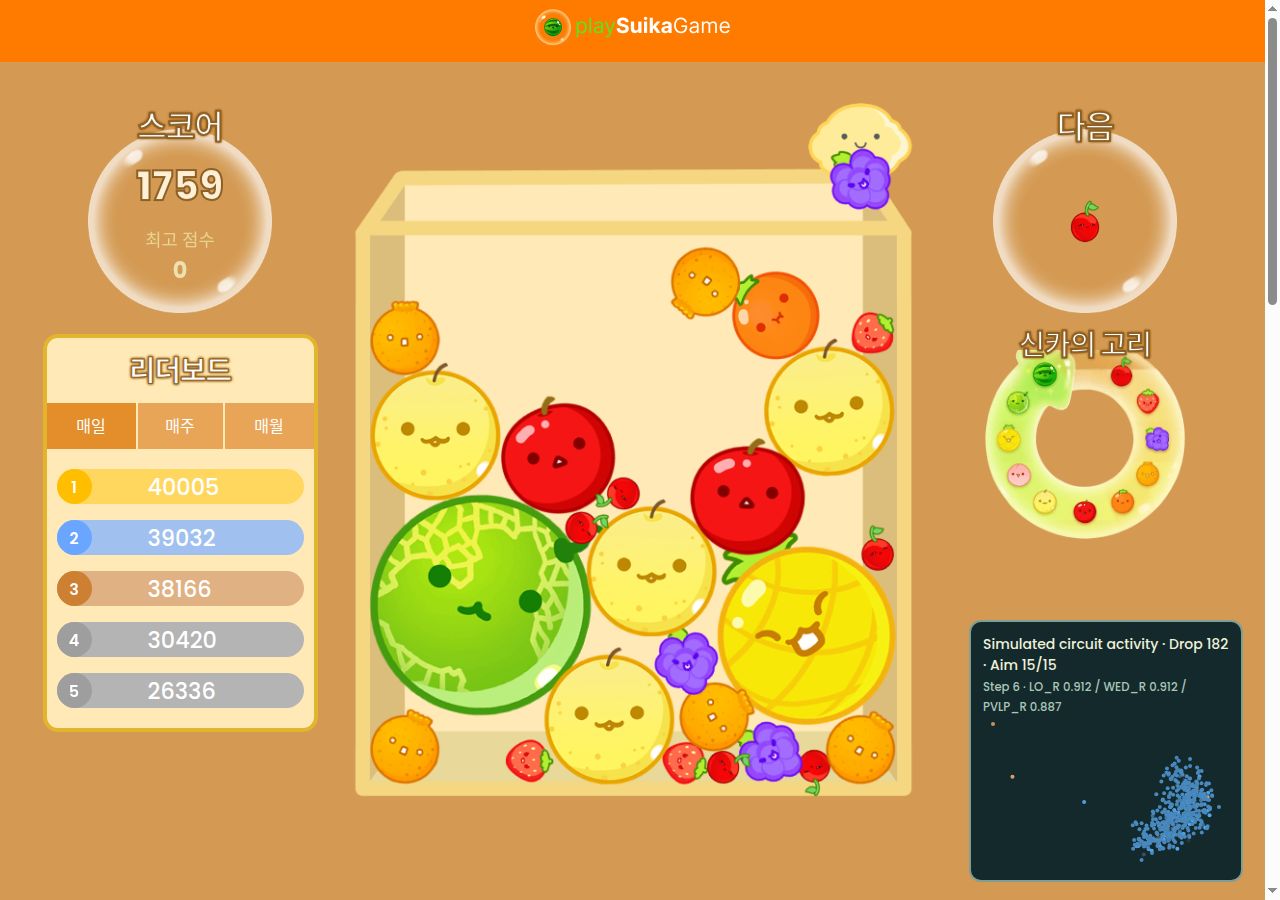 playSuikaGame
스코어
1759
최고 점수
0
다음
리더보드
매일
매주
매월
1 40005
2 39032
3 38166
4 30420
5 26336
신카의 고리
Simulated circuit activity · Drop 182
· Aim 15/15
Step 6 · LO_R 0.912 / WED_R 0.912 /
PVLP_R 0.887